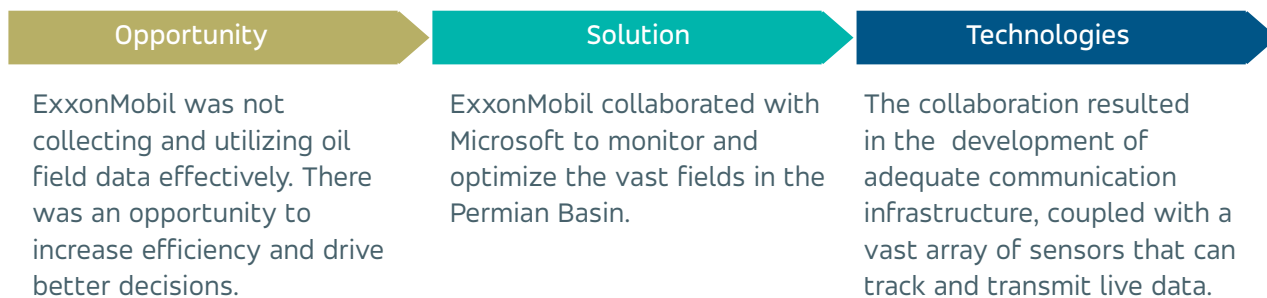 Opportunity
ExxonMobil was not
collecting and utilizing oil
field data effectively. There
was an opportunity to
increase efficiency and drive
better decisions.
Solution
ExxonMobil collaborated with
Microsoft to monitor and
optimize the vast fields in the
Permian Basin.
Technologies
The collaboration resulted
in the  development of
adequate communication
infrastructure, coupled with a
vast array of sensors that can
track and transmit live data.